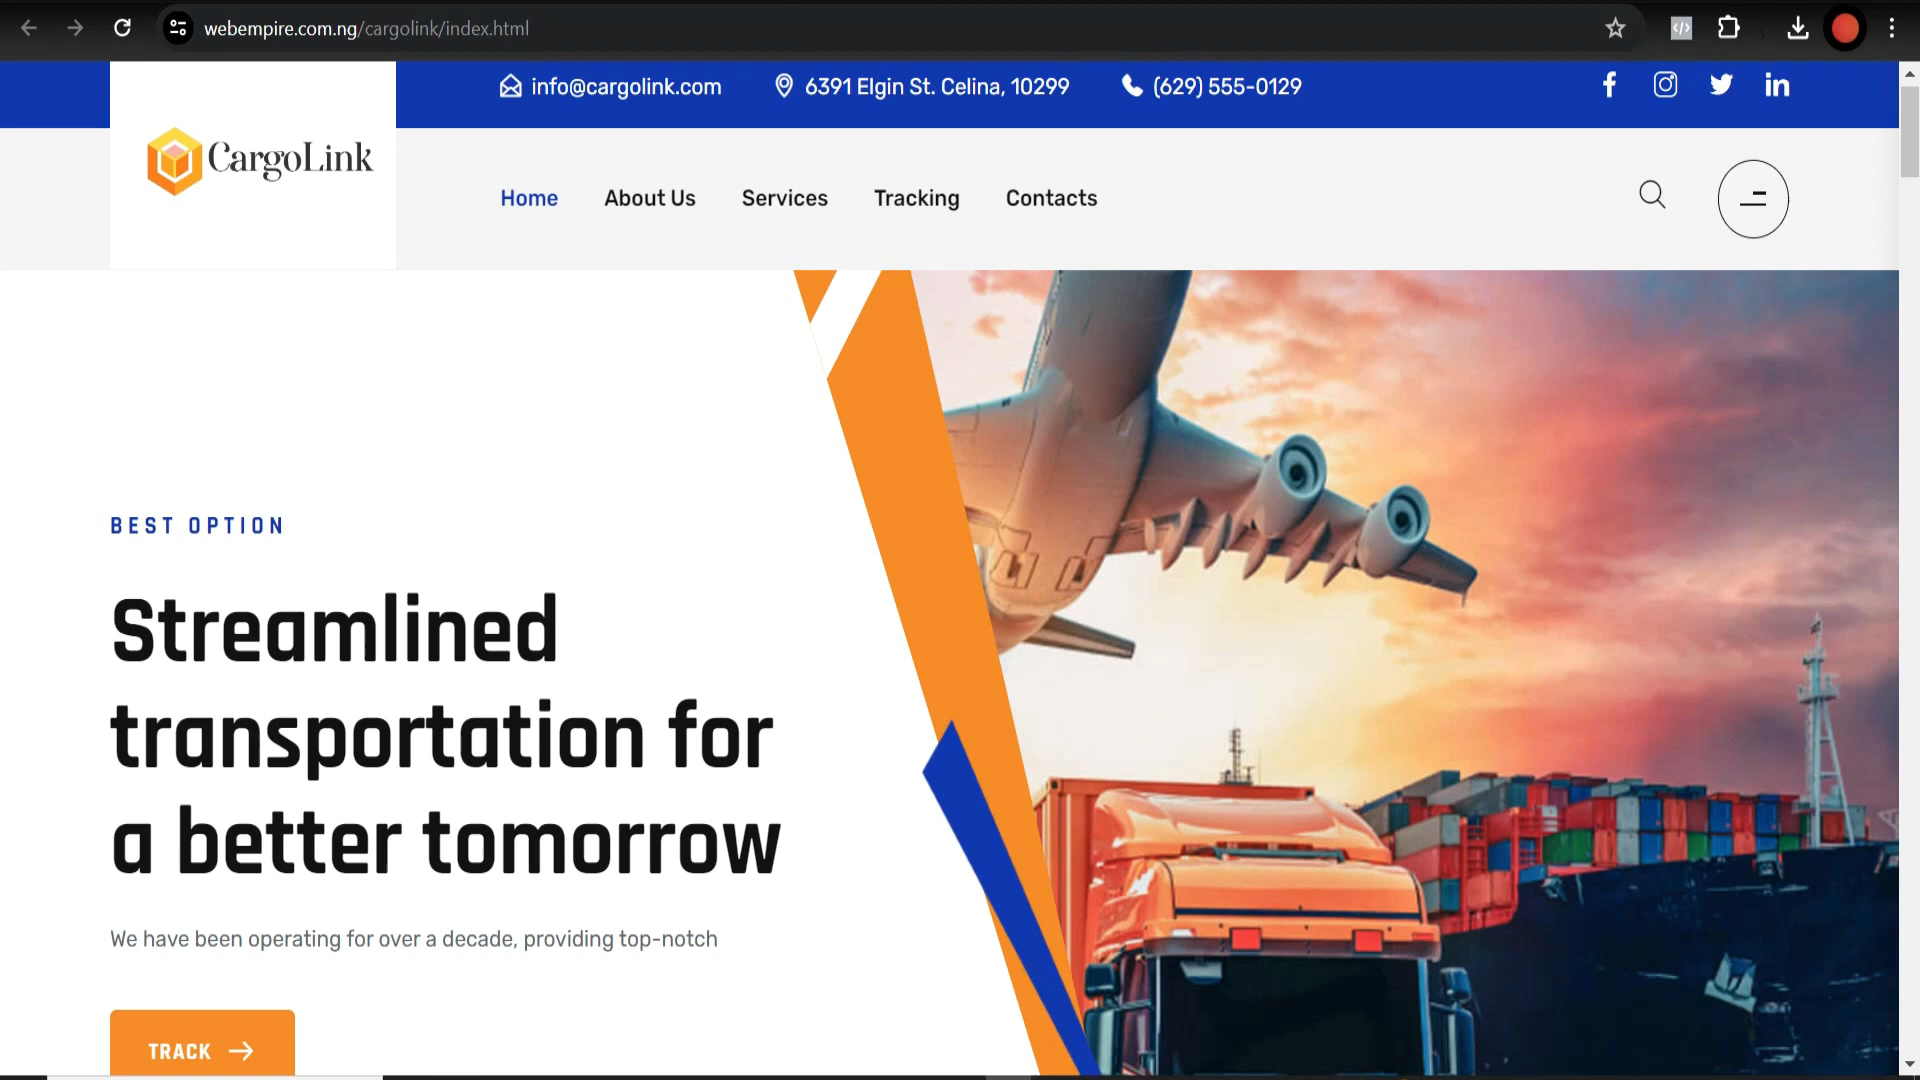 webempire.com.ng/cargolink/index.html
info@cargolink.com
6391 Elgin St. Celina, 10299
(629) 555-0129
CargoLink
Home
About Us
Services
Tracking
Contacts
BEST OPTION
Streamlined
transportation for
a better tomorrow
We have been operating for over a decade, providing top-notch
TRACK